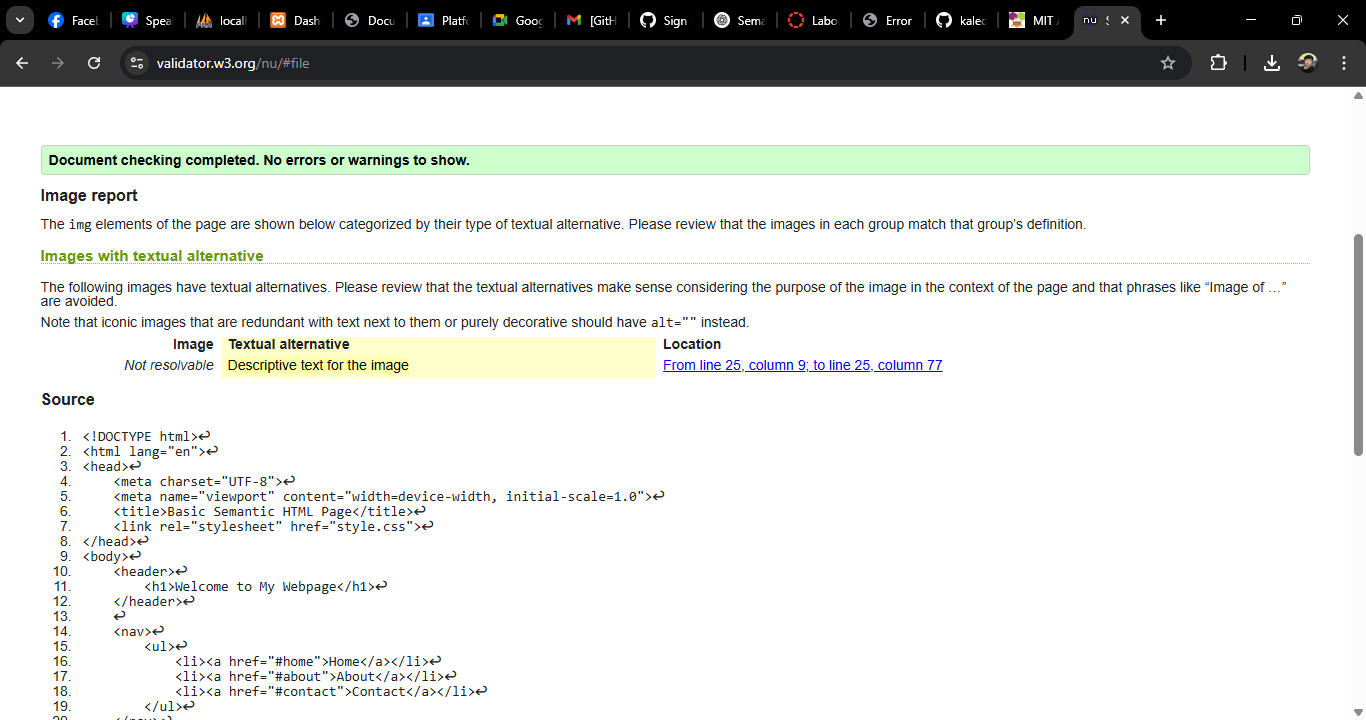 Facel
Spea
locall
Dash
Docu
Platfo
Goog
[GitH
Sign
Sema
Labo
Error
kalec
MIT
nu
validator.w3.org/nu/#file
Document checking completed. No errors or warnings to show.
Image report
The img elements of the page are shown below categorized by their type of textual alternative. Please review that the images in each group match that group’s definition.
Images with textual alternative
The following images have textual alternatives. Please review that the textual alternatives make sense considering the purpose of the image in the context of the page and that phrases like “Image of …”
are avoided.
Note that iconic images that are redundant with text next to them or purely decorative should have alt="" instead.
Image Textual alternative Location
Not resolvable Descriptive text for the image From line 25, column 9; to line 25, column 77
Source
1. <!DOCTYPE html>↩
2. <html lang="en">↩
3. <head>↩
4. <meta charset="UTF-8">↩
5. <meta name="viewport" content="width=device-width, initial-scale=1.0">↩
6. <title>Basic Semantic HTML Page</title>↩
7. <link rel="stylesheet" href="style.css">↩
8. </head>↩
9. <body>↩
10. <header>↩
11. <h1>Welcome to My Webpage</h1>↩
12. </header>↩
13. ↩
14. <nav>↩
15. <ul>↩
16. <li><a href="#home">Home</a></li>↩
17. <li><a href="#about">About</a></li>↩
18. <li><a href="#contact">Contact</a></li>↩
19. </ul>↩